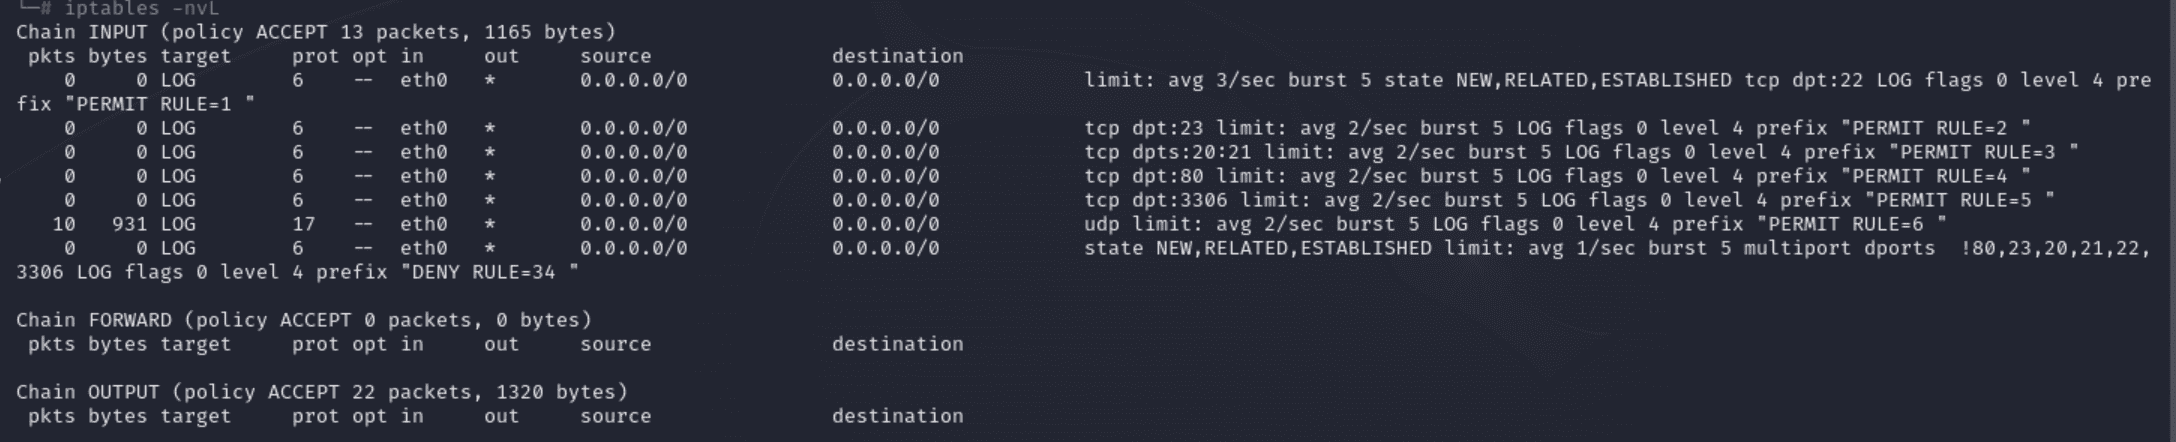 └─# iptables -nvL
Chain INPUT (policy ACCEPT 13 packets, 1165 bytes)
 pkts bytes target     prot opt in     out     source               destination
    0     0 LOG        6    --  eth0   *       0.0.0.0/0            0.0.0.0/0            limit: avg 3/sec burst 5 state NEW,RELATED,ESTABLISHED tcp dpt:22 LOG flags 0 level 4 pre
fix "PERMIT RULE=1 "
    0     0 LOG        6    --  eth0   *       0.0.0.0/0            0.0.0.0/0            tcp dpt:23 limit: avg 2/sec burst 5 LOG flags 0 level 4 prefix "PERMIT RULE=2 "
    0     0 LOG        6    --  eth0   *       0.0.0.0/0            0.0.0.0/0            tcp dpts:20:21 limit: avg 2/sec burst 5 LOG flags 0 level 4 prefix "PERMIT RULE=3 "
    0     0 LOG        6    --  eth0   *       0.0.0.0/0            0.0.0.0/0            tcp dpt:80 limit: avg 2/sec burst 5 LOG flags 0 level 4 prefix "PERMIT RULE=4 "
    0     0 LOG        6    --  eth0   *       0.0.0.0/0            0.0.0.0/0            tcp dpt:3306 limit: avg 2/sec burst 5 LOG flags 0 level 4 prefix "PERMIT RULE=5 "
   10   931 LOG        17   --  eth0   *       0.0.0.0/0            0.0.0.0/0            udp limit: avg 2/sec burst 5 LOG flags 0 level 4 prefix "PERMIT RULE=6 "
    0     0 LOG        6    --  eth0   *       0.0.0.0/0            0.0.0.0/0            state NEW,RELATED,ESTABLISHED limit: avg 1/sec burst 5 multiport dports  !80,23,20,21,22,
3306 LOG flags 0 level 4 prefix "DENY RULE=34 "
Chain FORWARD (policy ACCEPT 0 packets, 0 bytes)
 pkts bytes target     prot opt in     out     source               destination
Chain OUTPUT (policy ACCEPT 22 packets, 1320 bytes)
 pkts bytes target     prot opt in     out     source               destination